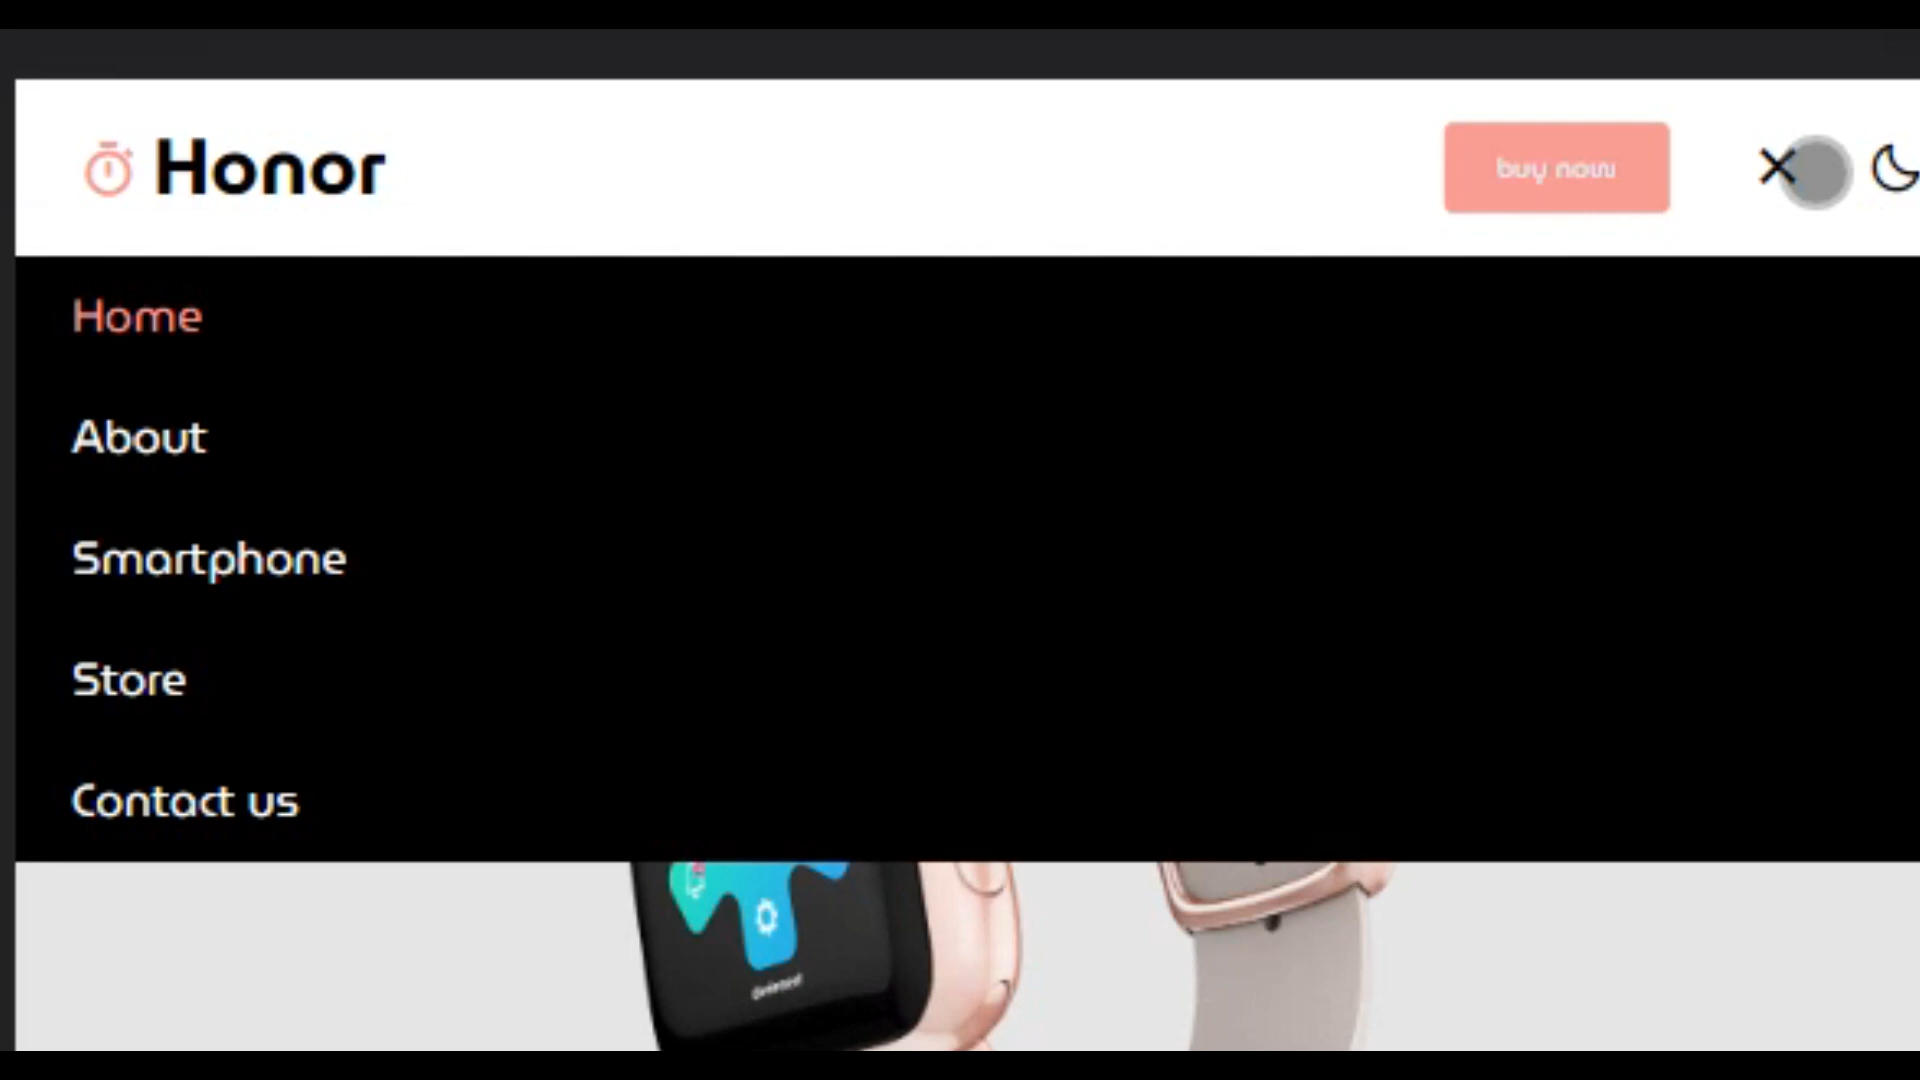 Honor
buy now
Home
About
Smartphone
Store
Contact us